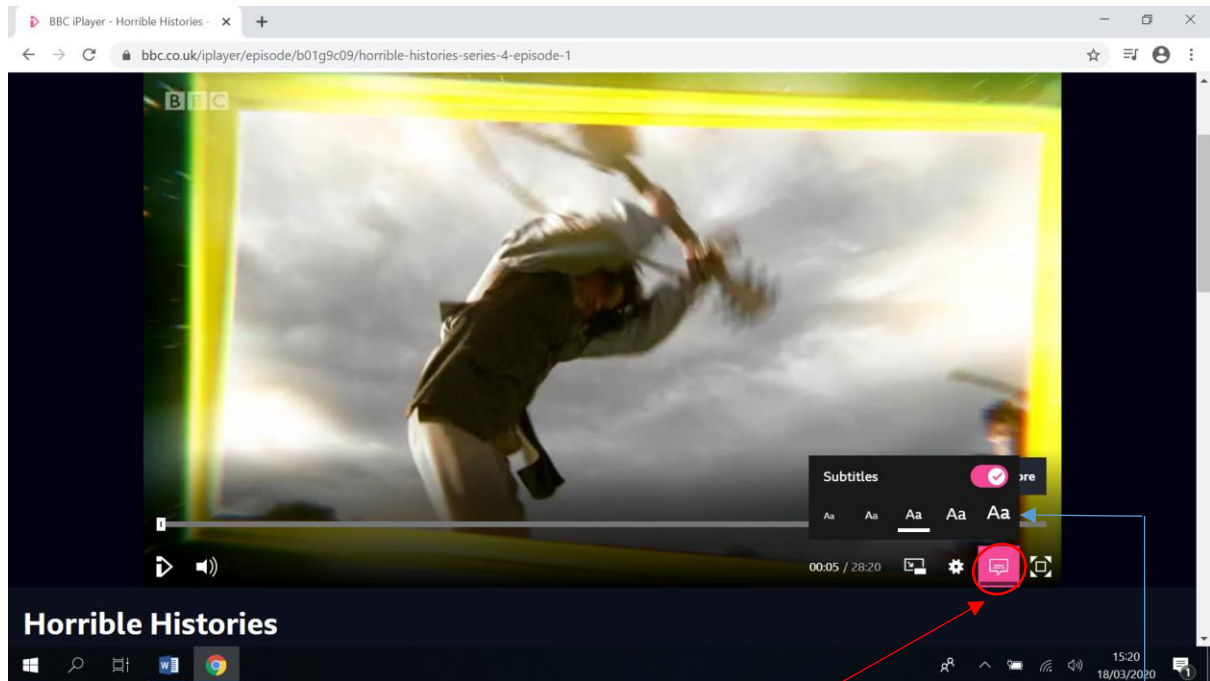 BBC iPlayer - Horrible Histories -
bbc.co.uk/iplayer/episode/b01g9c09/horrible-histories-series-4-episode-1
BBC
Subtitles
ore
Aa Aa Aa Aa Aa
00:05 / 28:20
Horrible Histories
15:20
18/03/2020
1